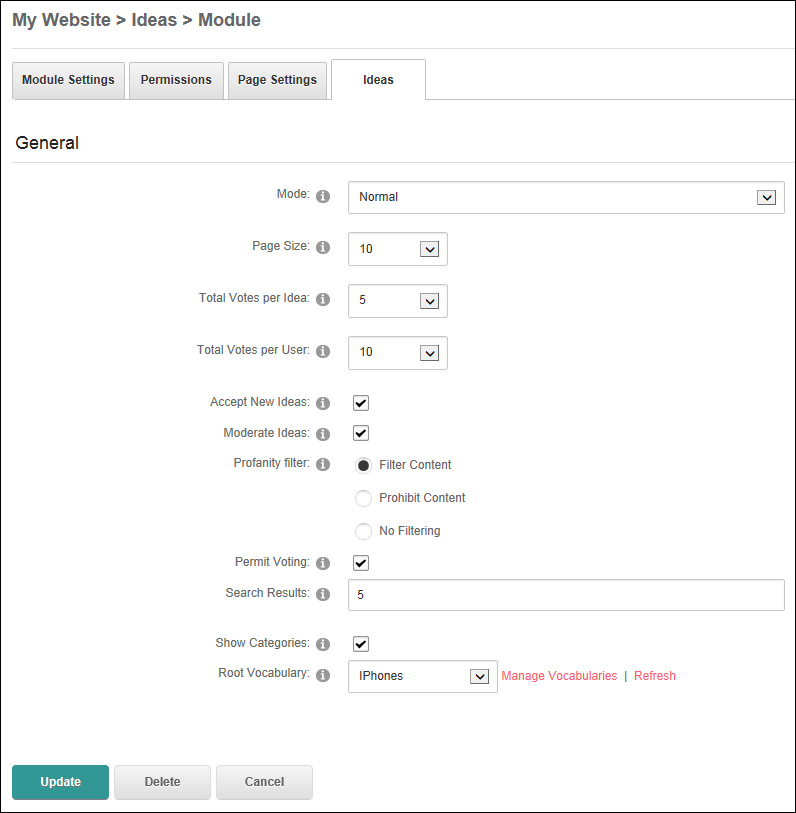 My Website > Ideas > Module
Module Settings Permissions Page Settings Ideas
General
Mode: Normal
Page Size: 10
Total Votes per Idea: 5
Total Votes per User: 10
Accept New Ideas:
Moderate Ideas:
Profanity filter: Filter Content
Prohibit Content
No Filtering
Permit Voting:
Search Results: 5
Show Categories:
Root Vocabulary: IPhones Manage Vocabularies | Refresh
Update Delete Cancel